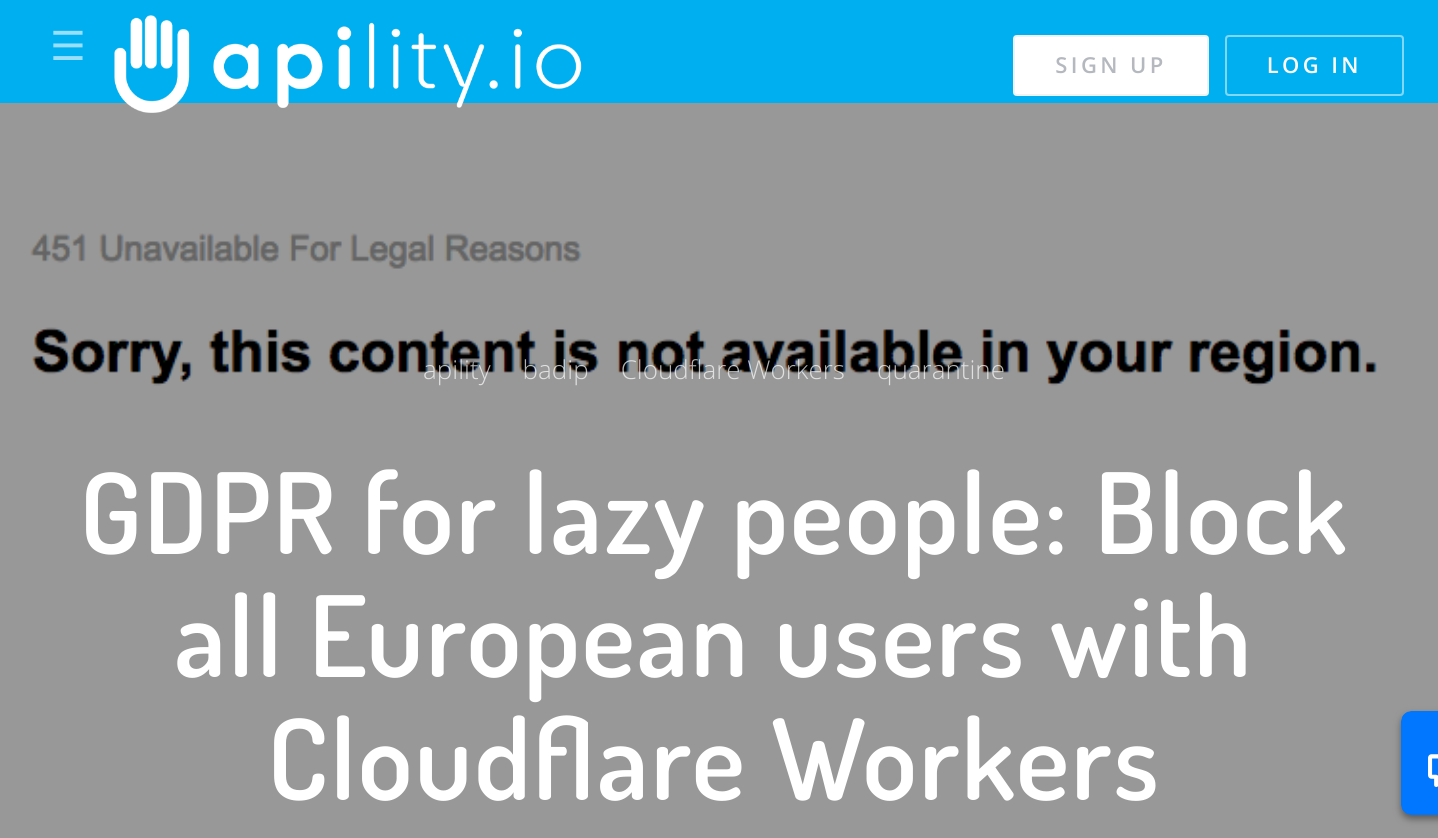 apility.io
SIGN UP
LOG IN
451 Unavailable For Legal Reasons
Sorry, this content is not available in your region.
apility badip Cloudflare Workers quarantine
GDPR for lazy people: Block
all European users with
Cloudflare Workers